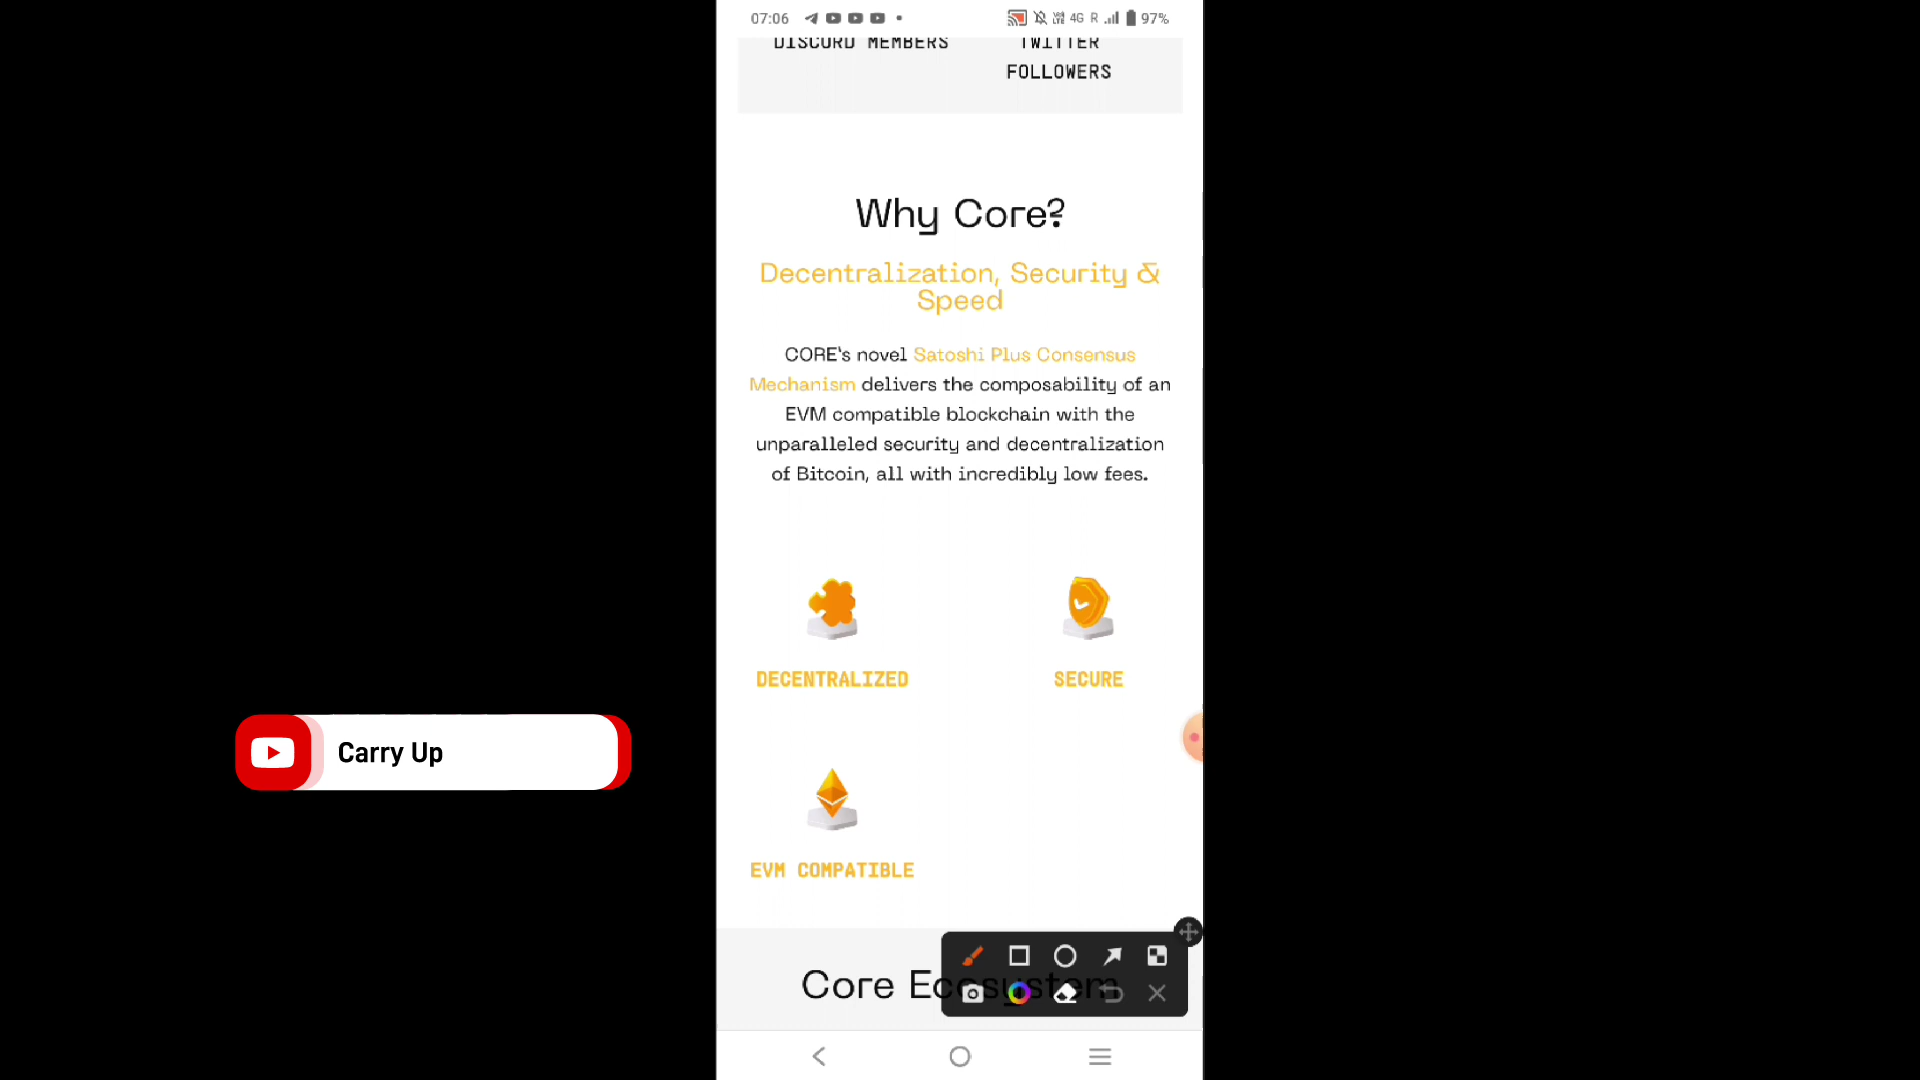 07:06
4G R 97%
DISCORD MEMBERS
TWITTER
FOLLOWERS
Why Core?
Decentralization, Security &
Speed
CORE's novel Satoshi Plus Consensus
Mechanism delivers the composability of an
EVM compatible blockchain with the
unparalleled security and decentralization
of Bitcoin, all with incredibly low fees.
DECENTRALIZED
SECURE
Carry Up
EVM COMPATIBLE
Core Ecosystem